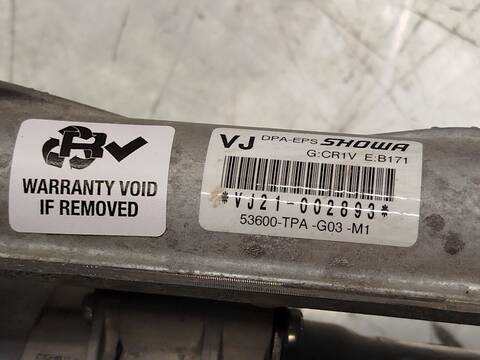 WARRANTY VOID
IF REMOVED
VJ DPA-EPS SHOWA
G:CR1V E:B171
*VJ21-002893*
53600-TPA -G03 -M1